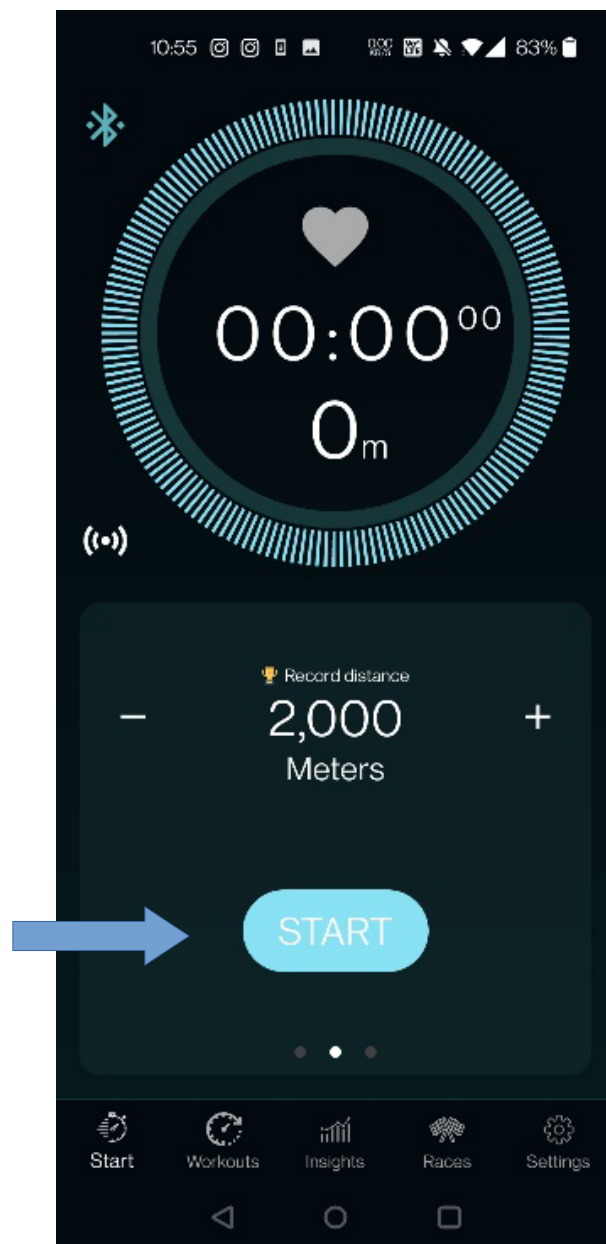 10:55 83%
00:00 00
0m
Record distance
− 2,000 +
Meters
START
Start Workouts Insights Races Settings